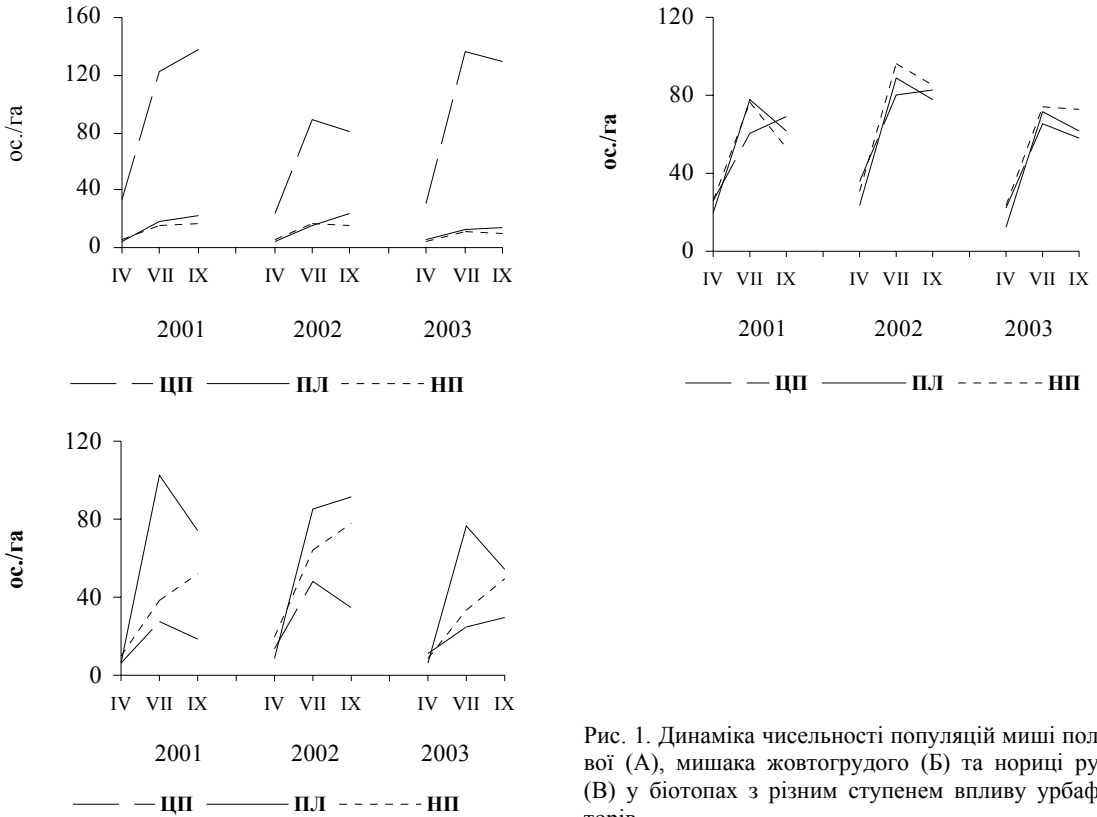 160
120
80
40
0
ос./га
IV VII IX IV VII IX IV VII IX
2001 2002 2003
ЦП ПЛ НП
120
80
40
0
ос./га
IV VII IX IV VII IX IV VII IX
2001 2002 2003
ЦП ПЛ НП
120
80
40
0
ос./га
IV VII IX IV VII IX IV VII IX
2001 2002 2003
ЦП ПЛ НП
Рис. 1. Динаміка чисельності популяцій миші пол
вої (А), мишака жовтогрудого (Б) та нориці ру
(В) у біотопах з різним ступенем впливу урбаф